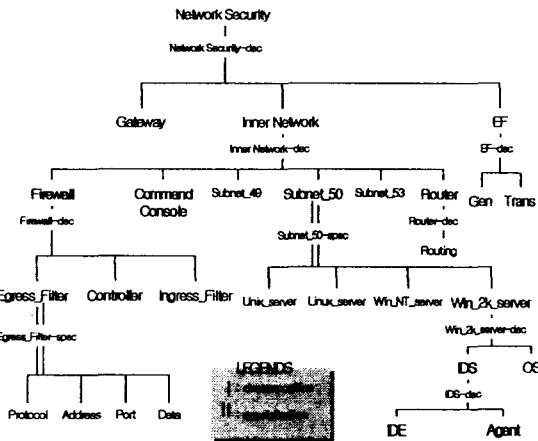 Network Security
Network Security-dec
Gateway Inner Network EF
Inner Network-dec EF-dec
Firewall Command Console Subnet_49 Subnet_50 Subnet_53 Router Gen Trans
Firewall-dec Router-dec
Subnet_50-spec Routing
Egress_Filter Controller Ingress_Filter Unix_server Linux_server Win_NT_server Win_2k_server
Egress_Filter-spec Win_2k_server-dec
LEGENDS IDS OS
IDS-dec
Protocol Address Port Data
IDE Agent